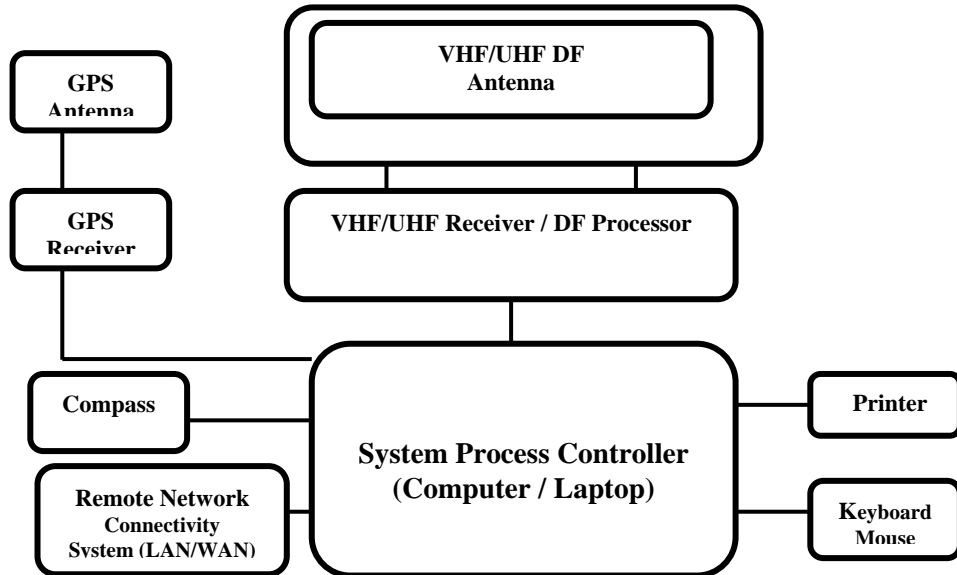 VHF/UHF DF
Antenna
GPS
Antenna
GPS
Receiver
VHF/UHF Receiver / DF Processor
Compass
System Process Controller
(Computer / Laptop)
Printer
Remote Network
Connectivity
System (LAN/WAN)
Keyboard
Mouse